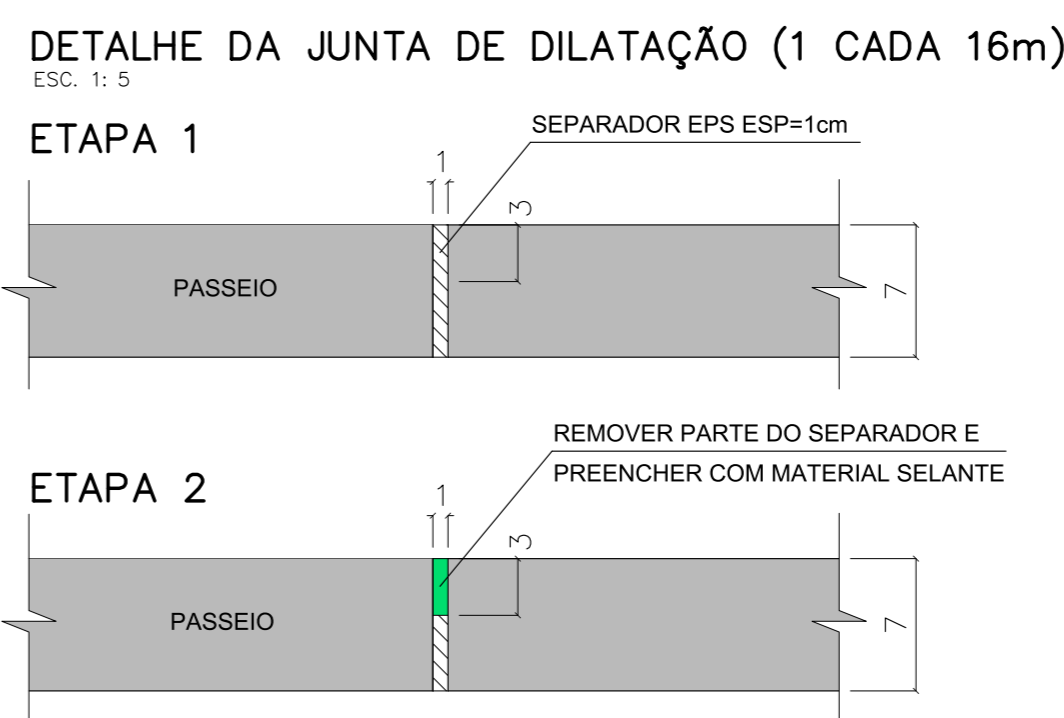 DETALHE DA JUNTA DE DILATAÇÃO (1 CADA 16m)
ESC. 1: 5
ETAPA 1
SEPARADOR EPS ESP=1cm
1
3
PASSEIO
7
REMOVER PARTE DO SEPARADOR E
PREENCHER COM MATERIAL SELANTE
ETAPA 2
1
3
PASSEIO
7